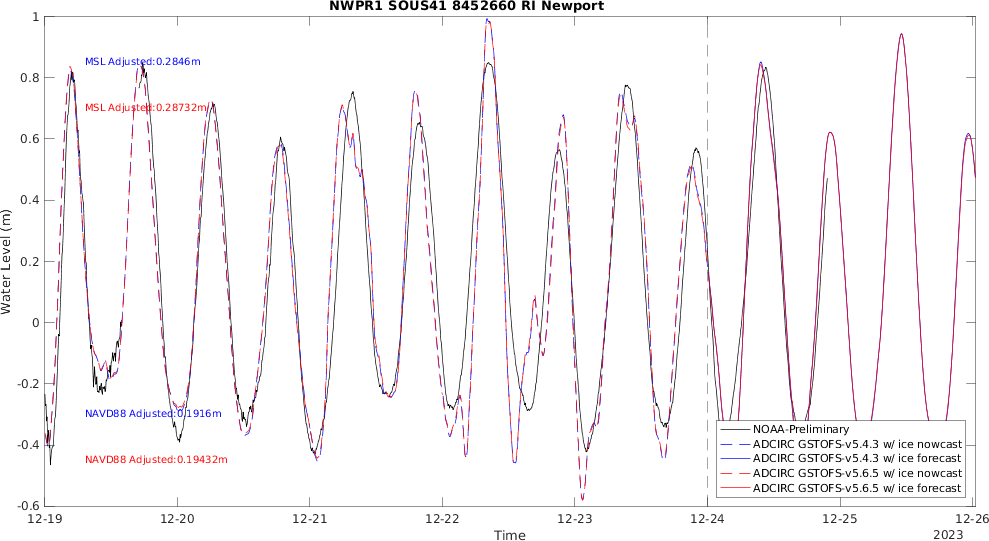 NWPR1 SOUS41 8452660 RI Newport
1
0.8
0.6
0.4
0.2
0
-0.2
-0.4
-0.6
Water Level (m)
MSL Adjusted:0.2846m
MSL Adjusted:0.28732m
NAVD88 Adjusted:0.1916m
NAVD88 Adjusted:0.19432m
NOAA-Preliminary
ADCIRC GSTOFS-v5.4.3 w/ ice nowcast
ADCIRC GSTOFS-v5.4.3 w/ ice forecast
ADCIRC GSTOFS-v5.6.5 w/ ice nowcast
ADCIRC GSTOFS-v5.6.5 w/ ice forecast
12-19 12-20 12-21 12-22 12-23 12-24 12-25 12-26
Time
2023